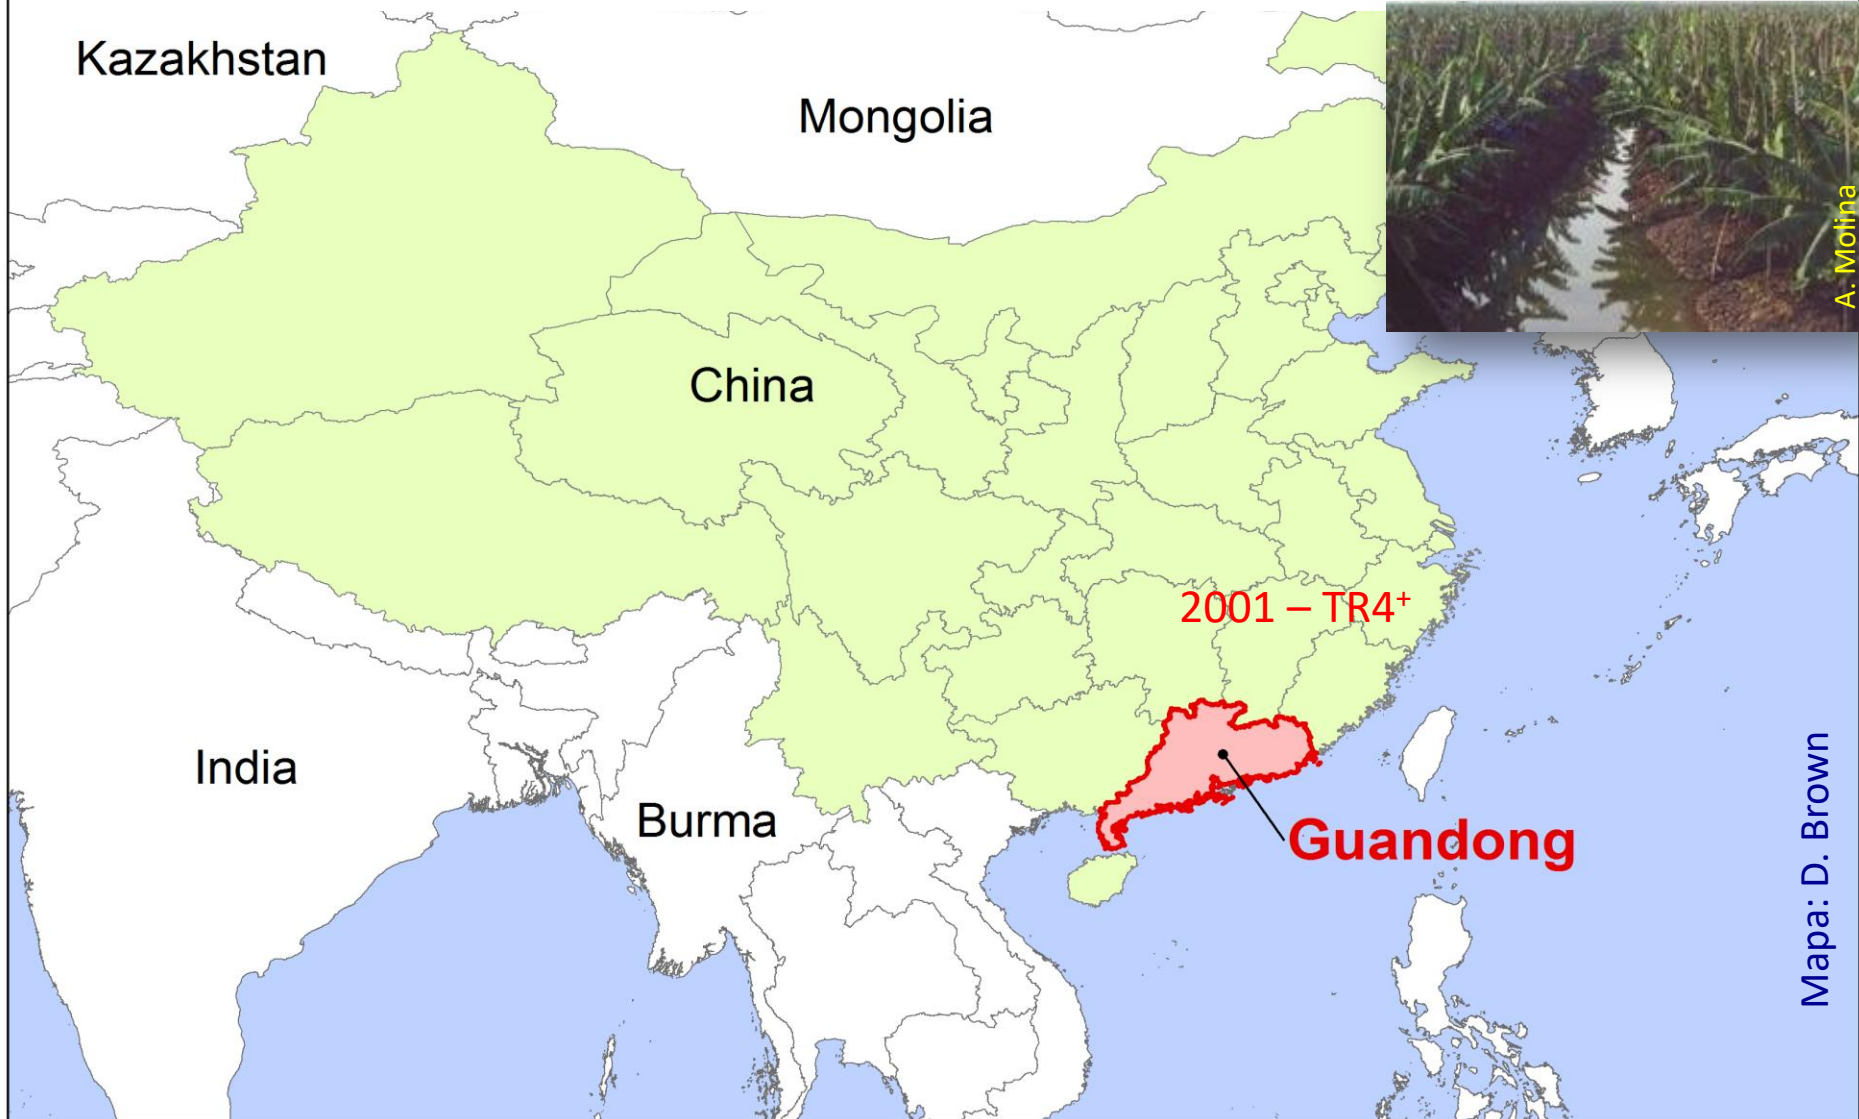 Kazakhstan
Mongolia
A. Molina
China
2001 – TR4⁺
India
Burma
Guandong
Mapa: D. Brown